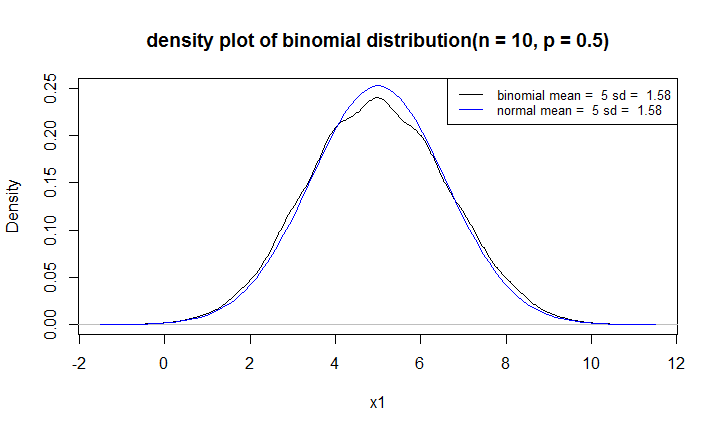 density plot of binomial distribution(n = 10, p = 0.5)
binomial mean =  5 sd =  1.58
normal mean =  5 sd =  1.58
Density
0.25
0.20
0.15
0.10
0.05
0.00
-2 0 2 4 6 8 10 12
x1